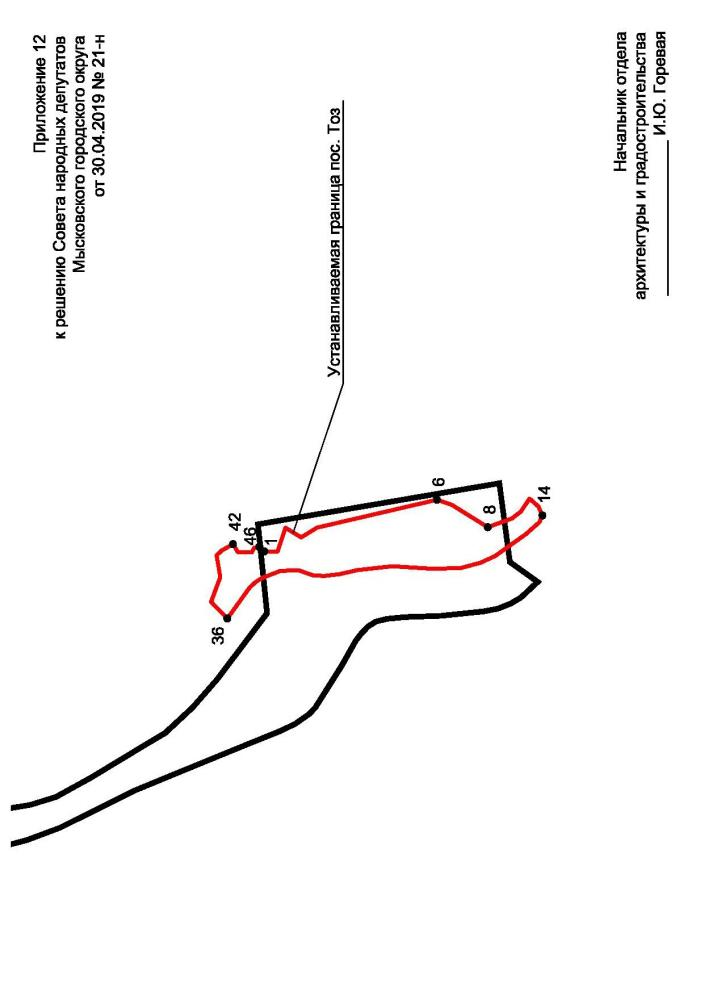 Приложение 12
к решению Совета народных депутатов
Мысковского городского округа
от 30.04.2019 № 21-н
Устанавливаемая граница пос. Тоз
42
46
1
36
6
8
14
Начальник отдела
архитектуры и градостроительства
И.Ю. Горевая